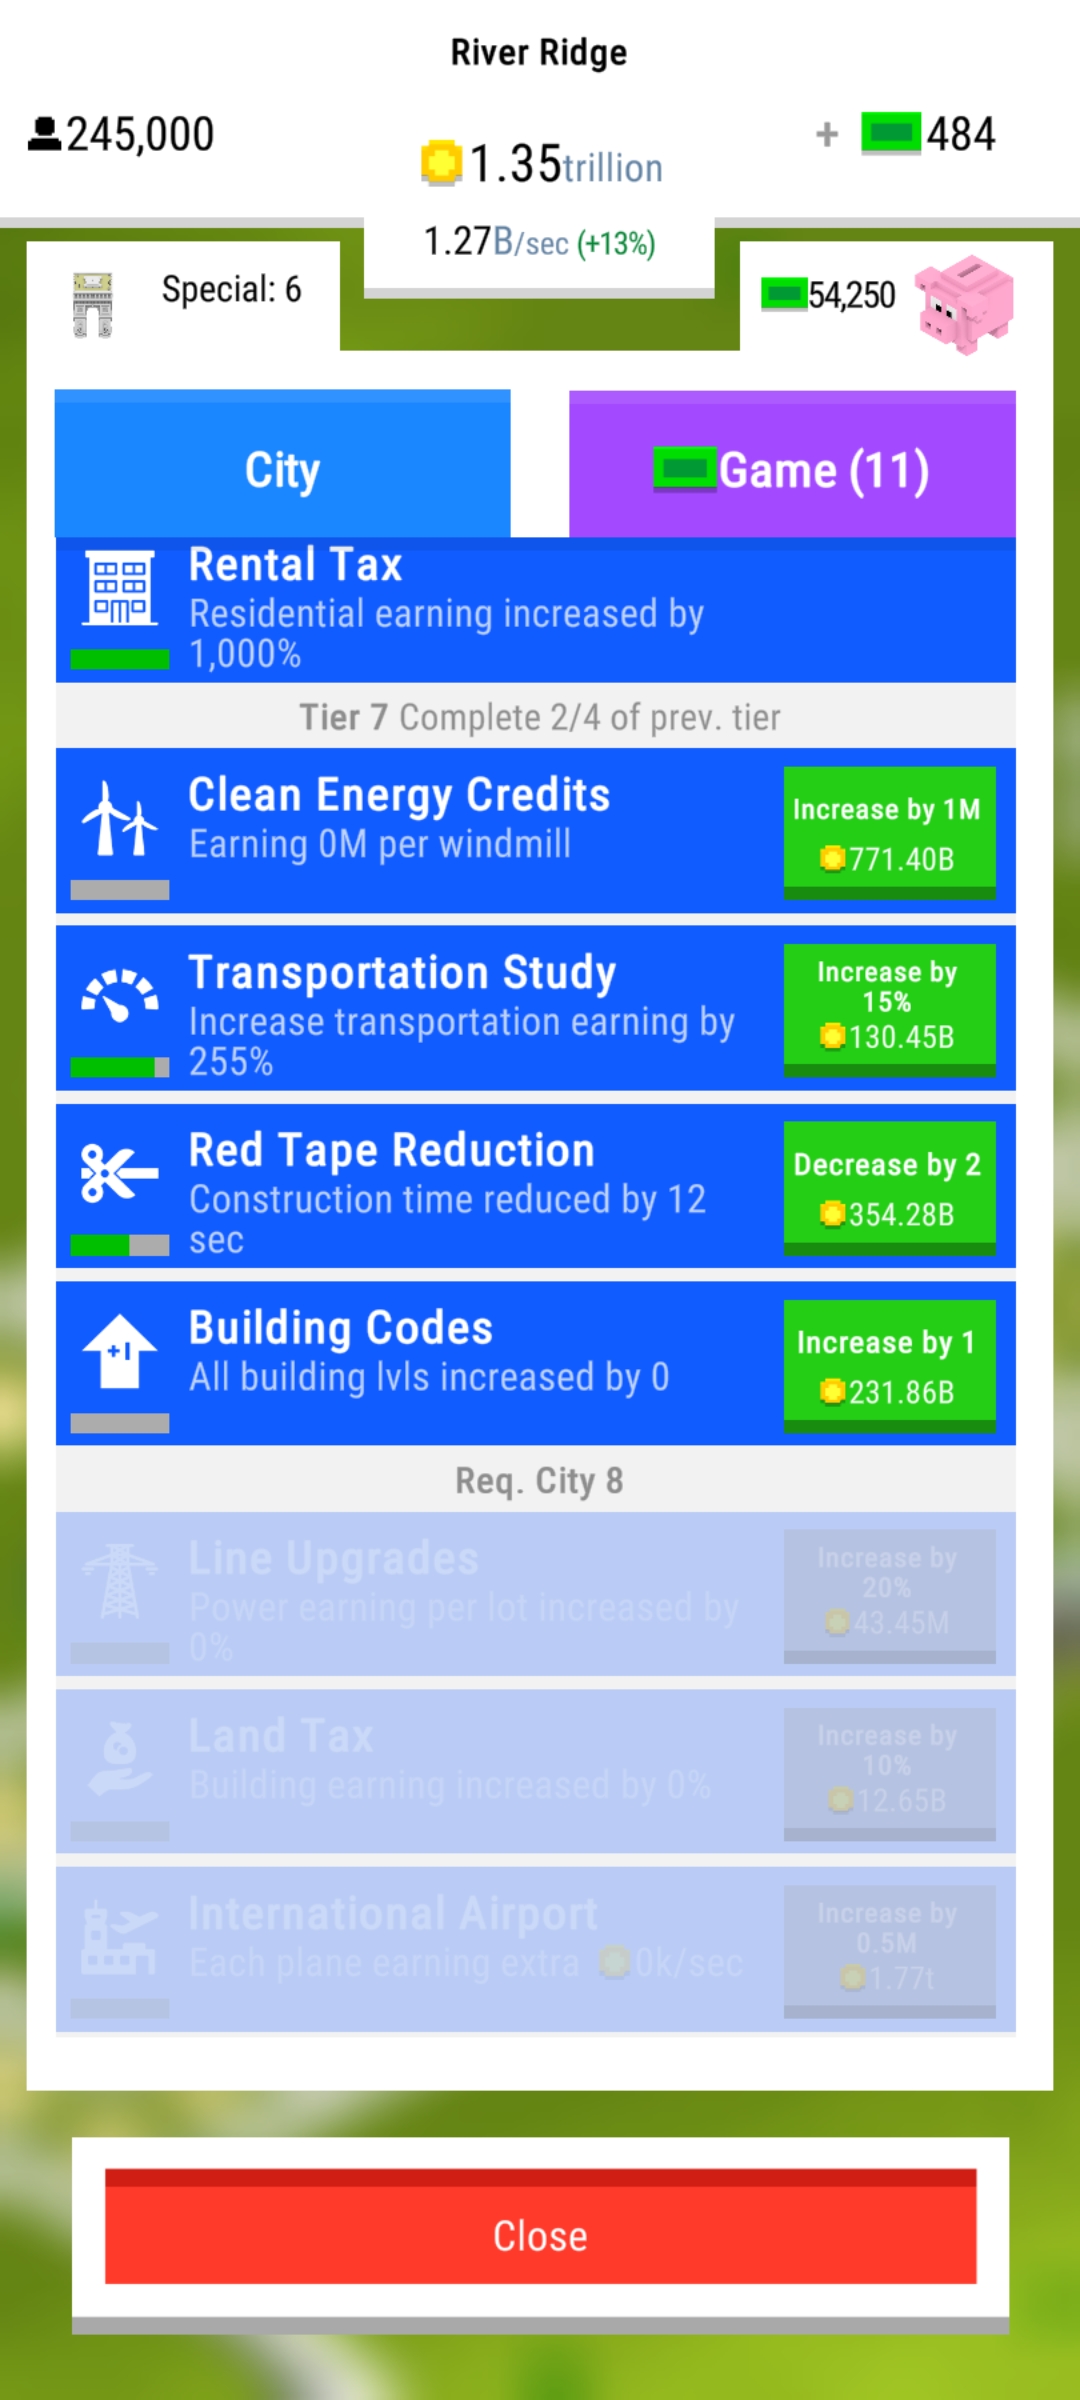 River Ridge
245,000
1.35trillion
+ 484
1.27B/sec (+13%)
Special: 6
54,250
City
Game (11)
Rental Tax
Residential earning increased by
1,000%
Tier 7 Complete 2/4 of prev. tier
Clean Energy Credits
Earning 0M per windmill
Increase by 1M
771.40B
Transportation Study
Increase transportation earning by
255%
Increase by
15%
130.45B
Red Tape Reduction
Construction time reduced by 12
sec
Decrease by 2
354.28B
+1
Building Codes
All building lvls increased by 0
Increase by 1
231.86B
Req. City 8
Line Upgrades
Power earning per lot increased by
0%
Increase by
20%
43.45M
Land Tax
Building earning increased by 0%
Increase by
10%
12.65B
International Airport
Each plane earning extra 0k/sec
Increase by
0.5M
1.77t
Close